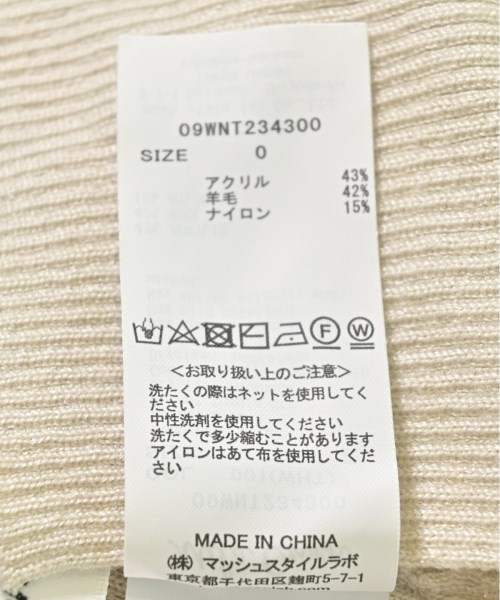 09WNT234300
SIZE 0
アクリル 43%
羊毛 42%
ナイロン 15%
F W
＜お取り扱い上のご注意＞
洗たくの際はネットを使用してく
ださい
中性洗剤を使用してください
洗たくで多少縮むことがあります
アイロンはあて布を使用してくだ
さい
MADE IN CHINA
(株) マッシュスタイルラボ
東京都千代田区麹町5-7-1